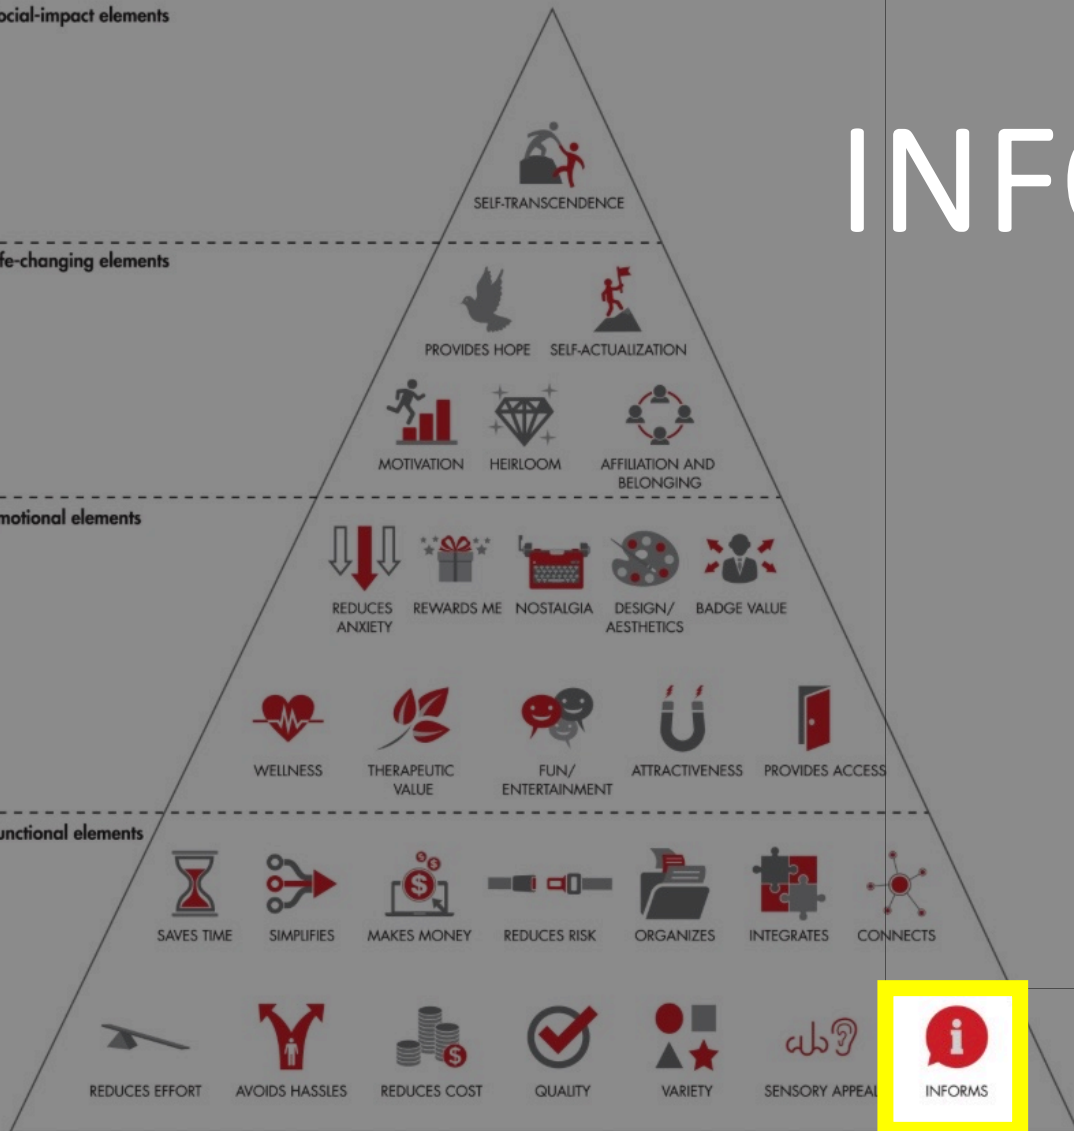 ocial-impact elements
INFO
SELF-TRANSCENDENCE
fe-changing elements
PROVIDES HOPE
SELF-ACTUALIZATION
MOTIVATION
HEIRLOOM
AFFILIATION AND
BELONGING
motional elements
REDUCES
ANXIETY
REWARDS ME
NOSTALGIA
DESIGN/
AESTHETICS
BADGE VALUE
WELLNESS
THERAPEUTIC
VALUE
FUN/
ENTERTAINMENT
ATTRACTIVENESS
PROVIDES ACCESS
unctional elements
SAVES TIME
SIMPLIFIES
MAKES MONEY
REDUCES RISK
ORGANIZES
INTEGRATES
CONNECTS
REDUCES EFFORT
AVOIDS HASSLES
REDUCES COST
QUALITY
VARIETY
SENSORY APPEAL
INFORMS